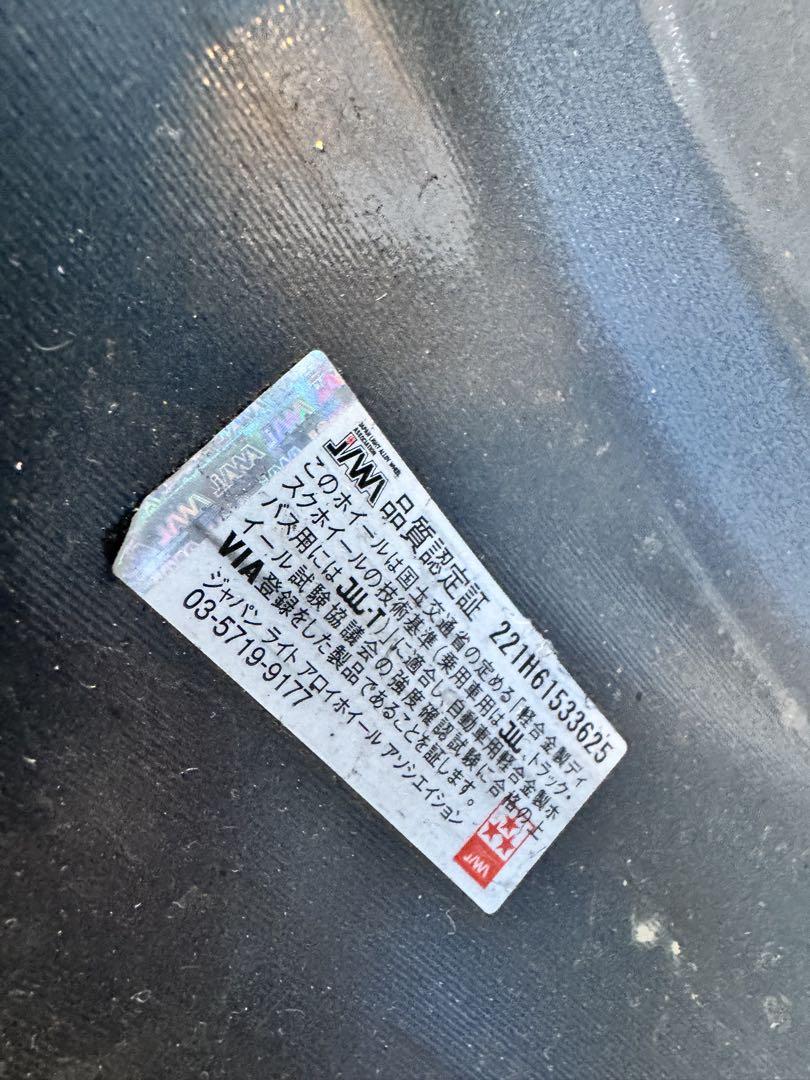 JAPAN LIGHT ALLOY WHEEL
ASSOCIATION
JAWA 品質認定証 221H61533625
このホイールは国土交通省の定める「軽合金製ディ
スクホイールの技術基準(乗用車用はJWL、トラック・
バス用にはJWL-T)」に適合し、自動車用軽合金製ホ
イール試験協議会の強度確認試験に合格の上
VIA登録をした製品であることを証します。
ジャパン ライト アロイホイール アソシエイション
03-5719-9177
JAWA